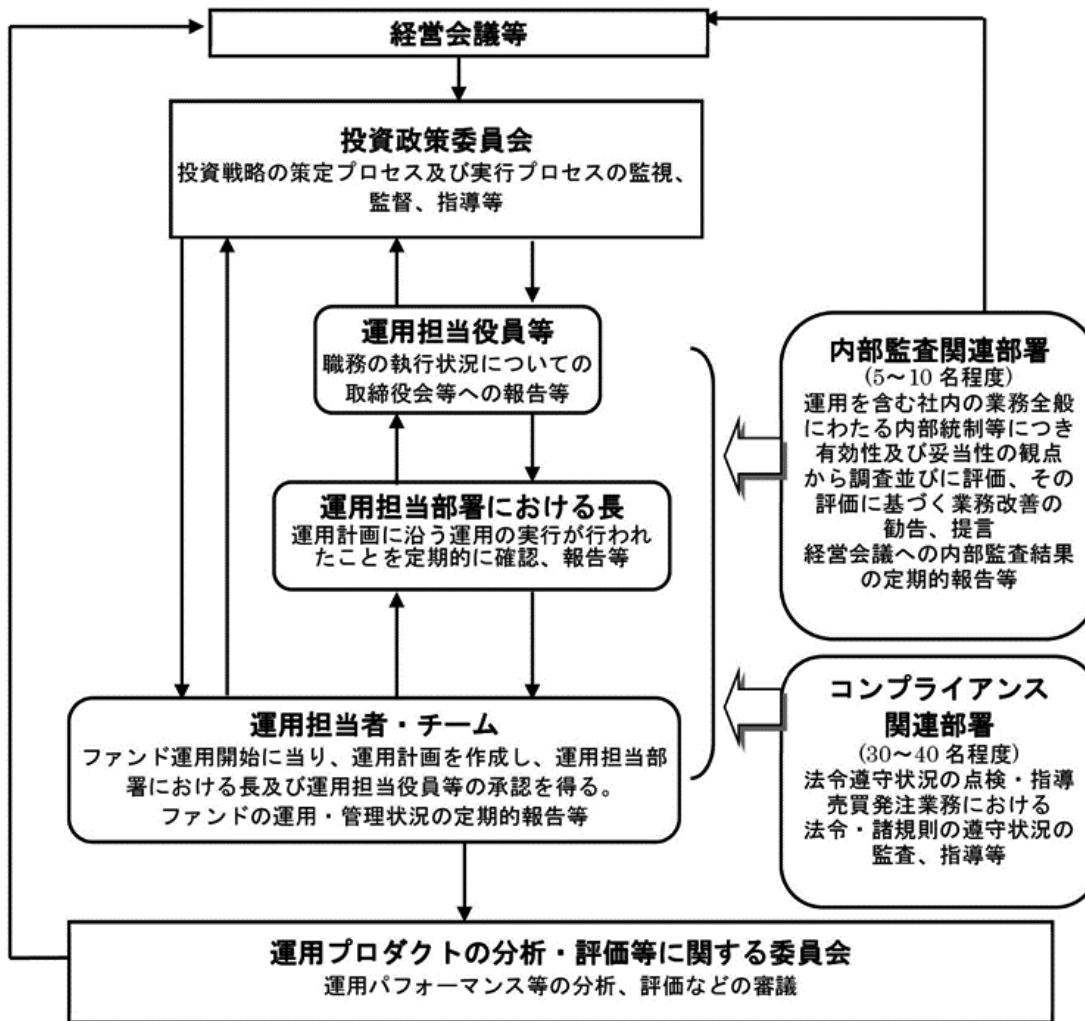 経営会議等
投資政策委員会
投資戦略の策定プロセス及び実行プロセスの監視、
監督、指導等
運用担当役員等
職務の執行状況についての
取締役会等への報告等
運用担当部署における長
運用計画に沿う運用の実行が行われ
たことを定期的に確認、報告等
運用担当者・チーム
ファンド運用開始に当り、運用計画を作成し、運用担当部
署における長及び運用担当役員等の承認を得る。
ファンドの運用・管理状況の定期的報告等
内部監査関連部署
(5～10 名程度)
運用を含む社内の業務全般
にわたる内部統制等につき
有効性及び妥当性の観点
から調査並びに評価、その
評価に基づく業務改善の
勧告、提言
経営会議への内部監査結果
の定期的報告等
コンプライアンス
関連部署
(30～40 名程度)
法令遵守状況の点検・指導
売買発注業務における
法令・諸規則の遵守状況の
監査、指導等
運用プロダクトの分析・評価等に関する委員会
運用パフォーマンス等の分析、評価などの審議